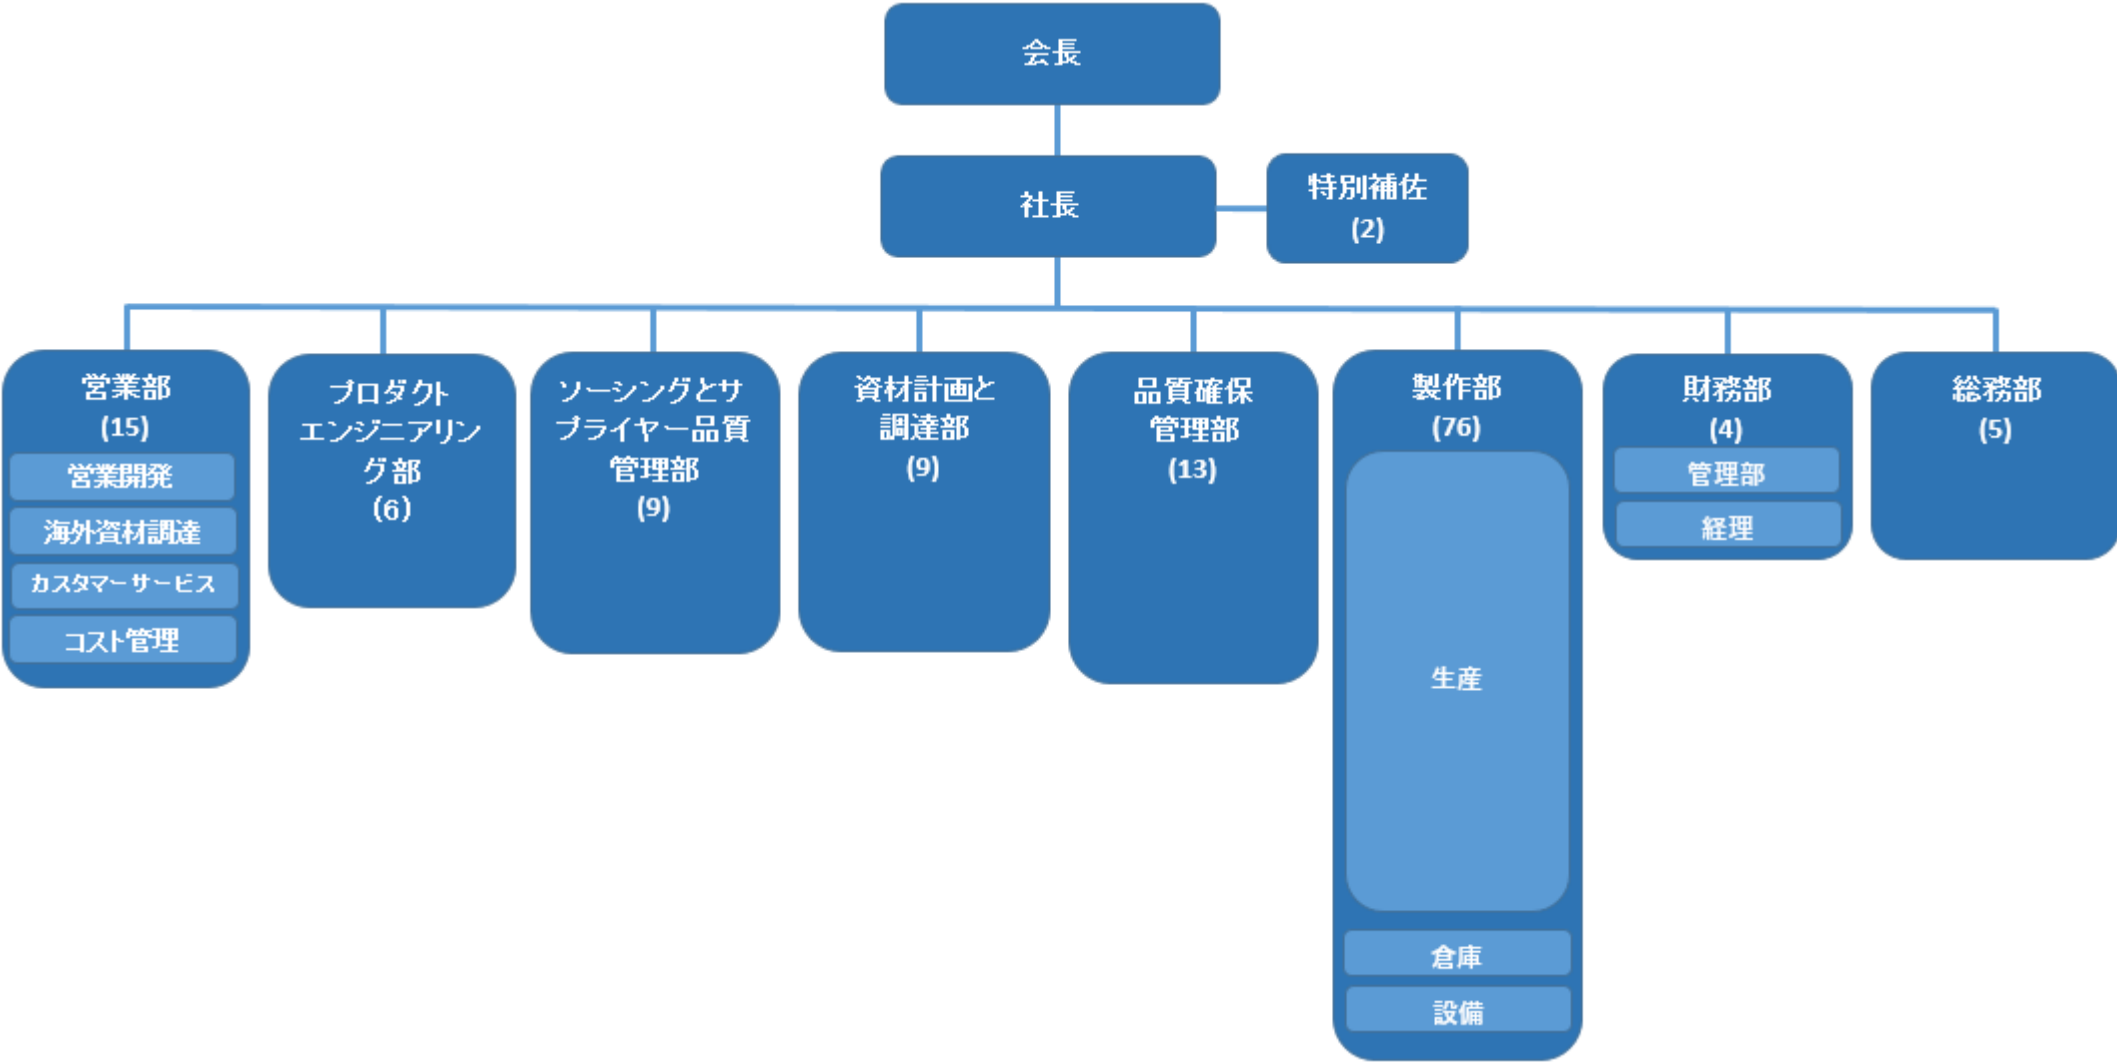 会長
社長
特別補佐
(2)
営業部
(15)
営業開発
海外資材調達
カスタマーサービス
コスト管理
プロダクト
エンジニアリン
グ部
(6)
ソーシングとサ
プライヤー品質
管理部
(9)
資材計画と
調達部
(9)
品質確保
管理部
(13)
製作部
(76)
生産
倉庫
設備
財務部
(4)
管理部
経理
総務部
(5)